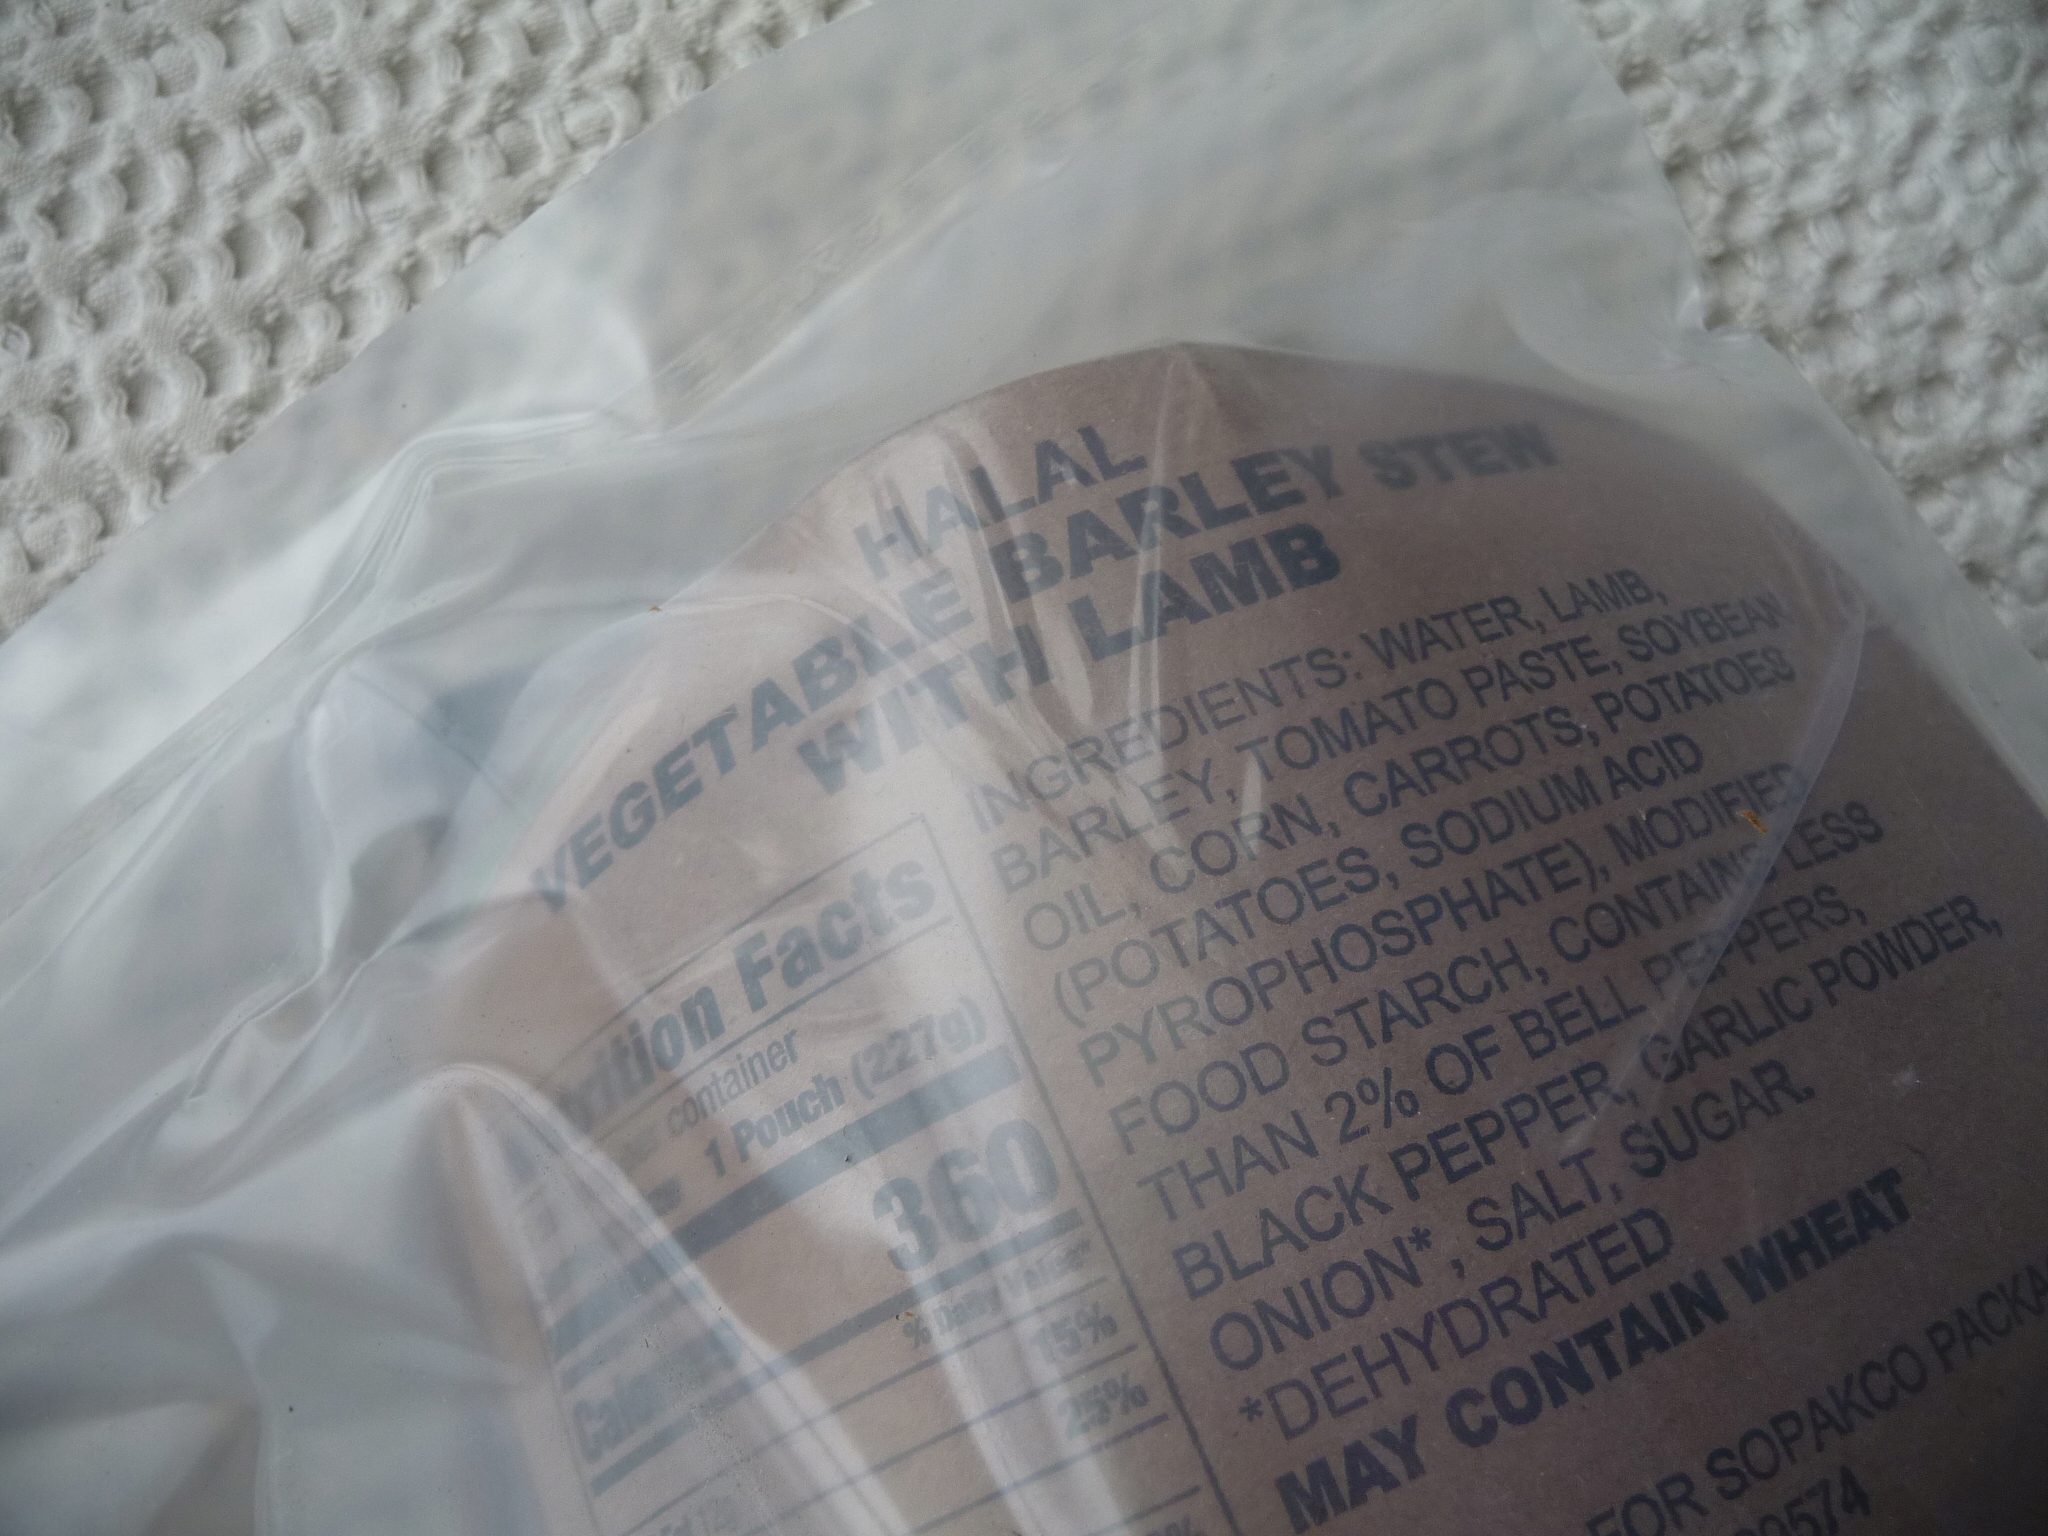 HALAL
VEGETABLE BARLEY STEW
WITH LAMB
INGREDIENTS: WATER, LAMB,
BARLEY, TOMATO PASTE, SOYBEAN
OIL, CORN, CARROTS, POTATOES
(POTATOES, SODIUM ACID
PYROPHOSPHATE), MODIFIED
FOOD STARCH, CONTAINS LESS
THAN 2% OF BELL PEPPERS,
BLACK PEPPER, GARLIC POWDER,
ONION*, SALT, SUGAR.
*DEHYDRATED
MAY CONTAIN WHEAT
FOR SOPAKCO
Facts
container
1 Pouch (227g)
360
% Daily Value*
15%
25%